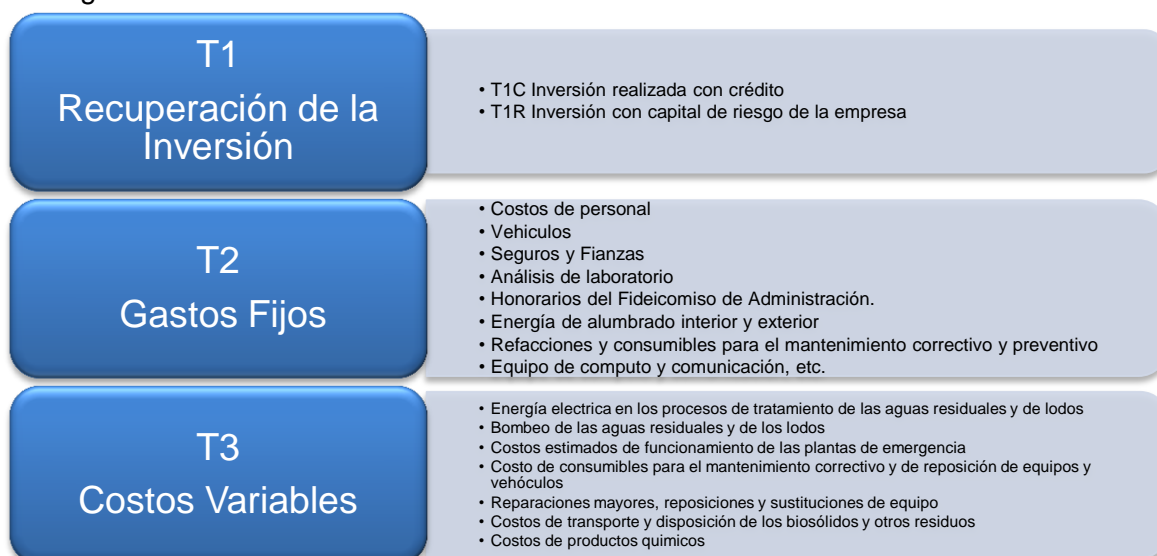 T1
Recuperación de la
Inversión
• T1C Inversión realizada con crédito
• T1R Inversión con capital de riesgo de la empresa
T2
Gastos Fijos
• Costos de personal
• Vehiculos
• Seguros y Fianzas
• Análisis de laboratorio
• Honorarios del Fideicomiso de Administración.
• Energía de alumbrado interior y exterior
• Refacciones y consumibles para el mantenimiento correctivo y preventivo
• Equipo de computo y comunicación, etc.
T3
Costos Variables
• Energía electrica en los procesos de tratamiento de las aguas residuales y de lodos
• Bombeo de las aguas residuales y de los lodos
• Costos estimados de funcionamiento de las plantas de emergencia
• Costo de consumibles para el mantenimiento correctivo y de reposición de equipos y
vehóculos
• Reparaciones mayores, reposiciones y sustituciones de equipo
• Costos de transporte y disposición de los biosólidos y otros residuos
• Costos de productos quimicos